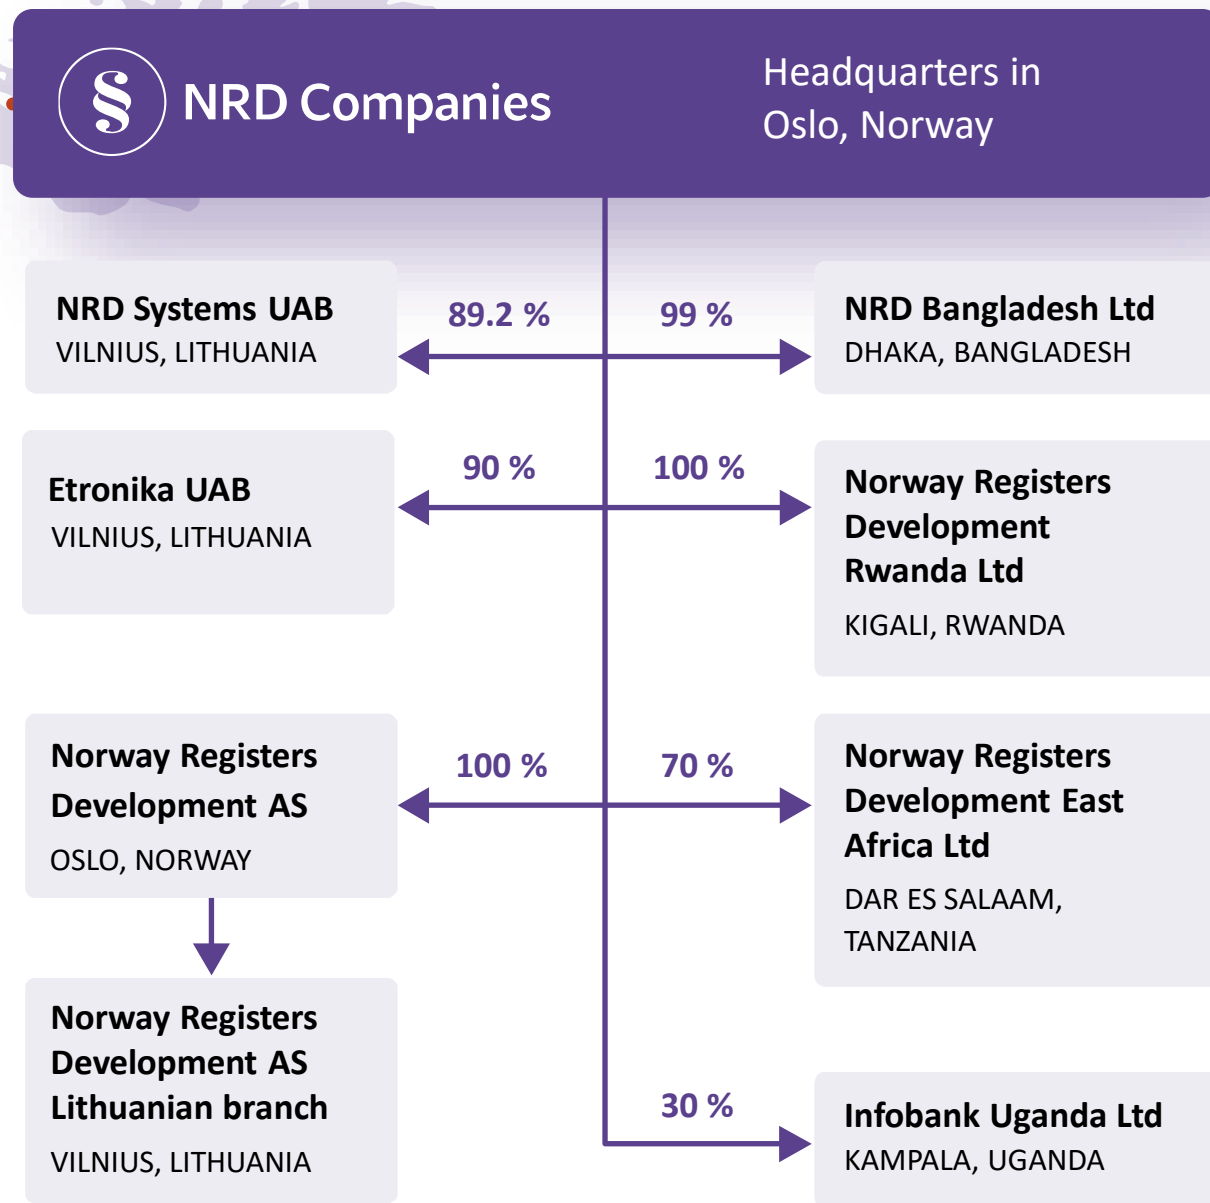 NRD Companies
Headquarters in
Oslo, Norway
NRD Systems UAB
VILNIUS, LITHUANIA
89.2 %
99 %
NRD Bangladesh Ltd
DHAKA, BANGLADESH
Etronika UAB
VILNIUS, LITHUANIA
90 %
100 %
Norway Registers
Development
Rwanda Ltd
KIGALI, RWANDA
Norway Registers
Development AS
OSLO, NORWAY
100 %
70 %
Norway Registers
Development East
Africa Ltd
DAR ES SALAAM,
TANZANIA
Norway Registers
Development AS
Lithuanian branch
VILNIUS, LITHUANIA
30 %
Infobank Uganda Ltd
KAMPALA, UGANDA